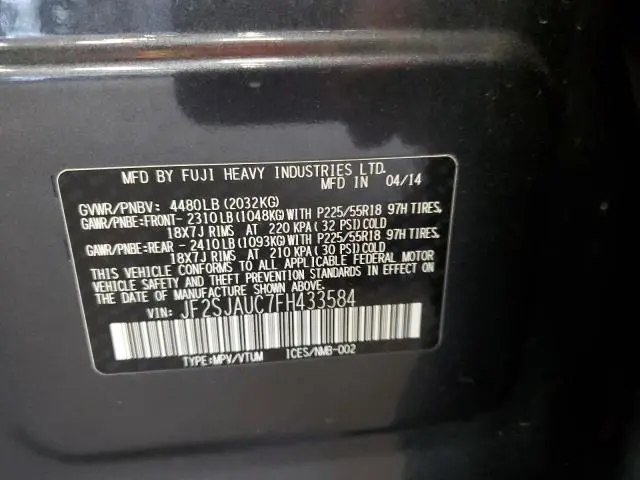 MFD BY FUJI HEAVY INDUSTRIES LTD.
MFD IN 04/14
GVWR/PNBV: 4480LB(2032KG)
GAWR/PNBE:FRONT- 2310LB(1048KG)WITH P225/55R18 97H TIRES,
18X7J RIMS AT 220 KPA(32 PSI)COLD
GAWR/PNBE:REAR - 2410LB(1093KG)WITH P225/55R18 97H TIRES,
18X7J RIMS AT 210 KPA(30 PSI)COLD
THIS VEHICLE CONFORMS TO ALL APPLICABLE FEDERAL MOTOR
VEHICLE SAFETY AND THEFT PREVENTION STANDARDS IN EFFECT ON
THE DATE OF MANUFACTURE SHOWN ABOVE.
VIN: JF2SJAUC7FH433584
TYPE:MPV/VTUM ICES/NMB-002